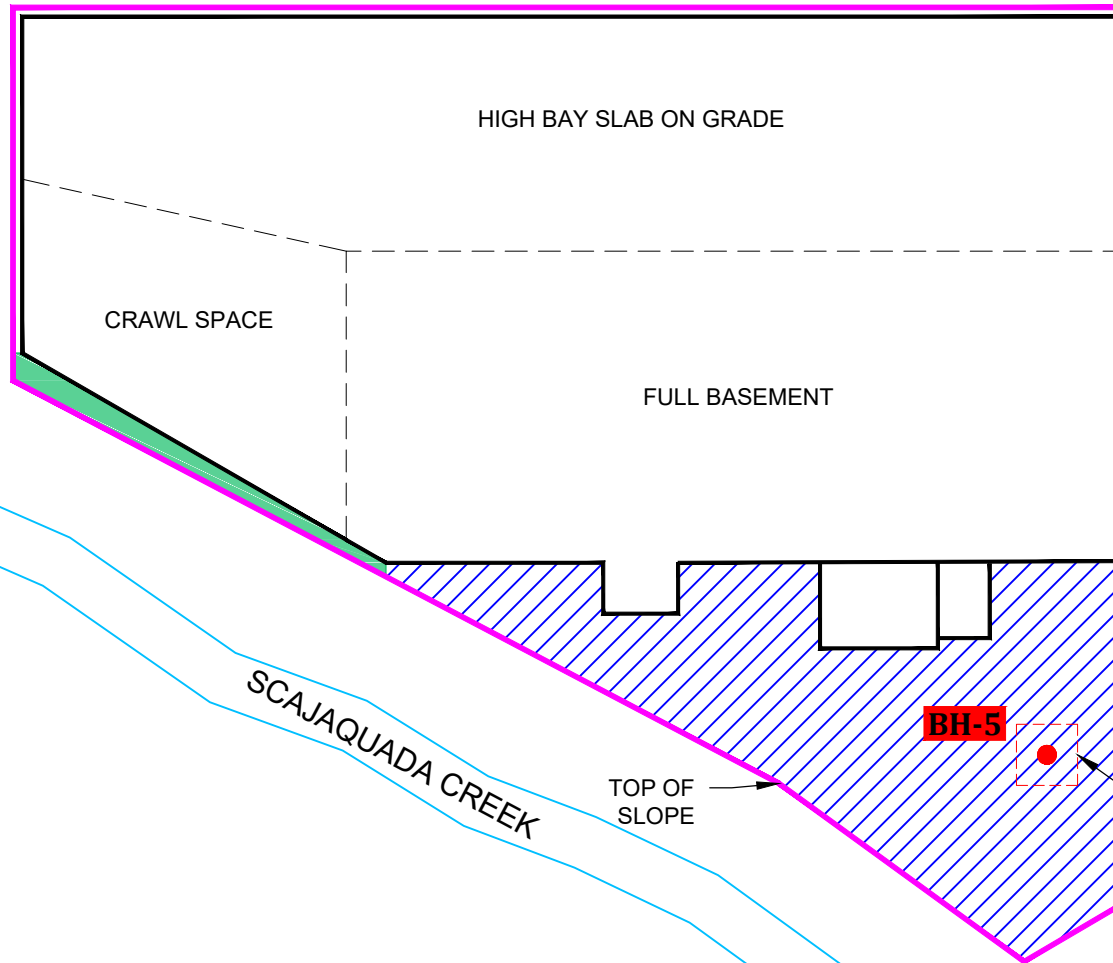 HIGH BAY SLAB ON GRADE
CRAWL SPACE
FULL BASEMENT
SCAJAQUADA CREEK
BH-5
TOP OF
SLOPE